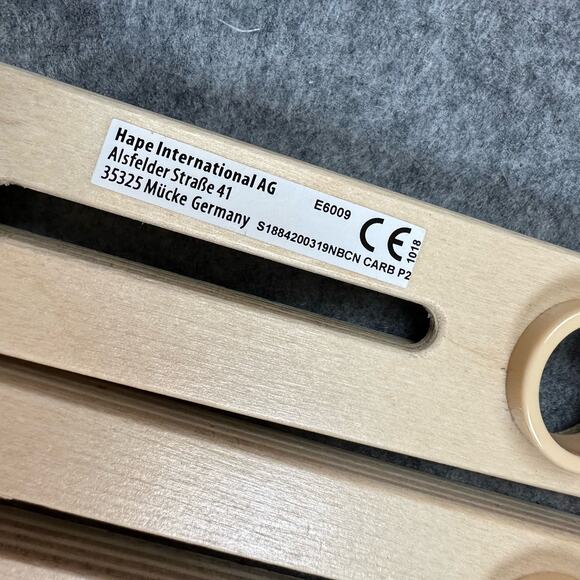 Hape International AG
Alsfelder Straße 41
35325 Mücke Germany
E6009
S1884200319NBCN CARB P2
CE
1018